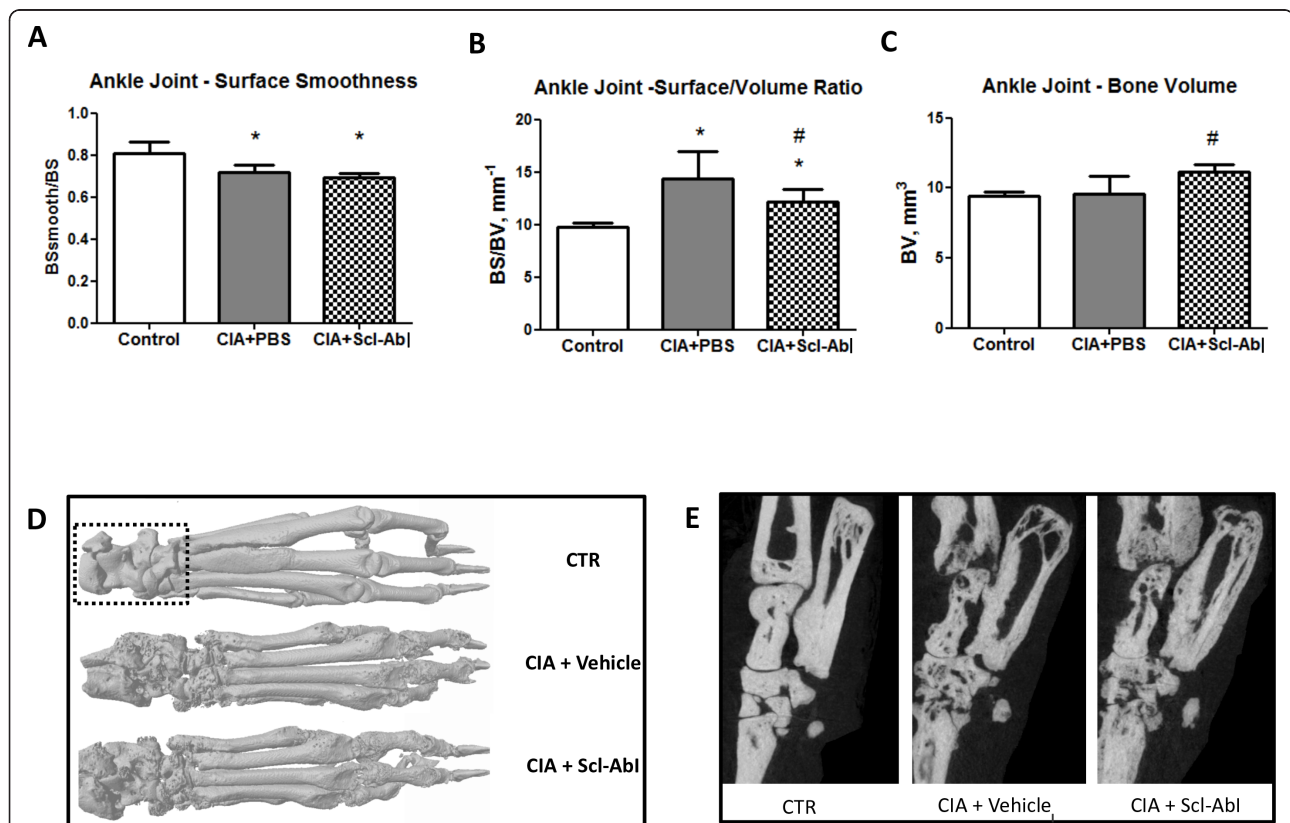 A
Ankle Joint - Surface Smoothness
BSsmooth/BS
1.0
0.8
0.6
0.4
0.2
0.0
* *
Control CIA+PBS CIA+Scl-AbI
B
Ankle Joint -Surface/Volume Ratio
BS/BV, mm⁻¹
20
15
10
5
0
* # *
Control CIA+PBS CIA+Scl-AbI
C
Ankle Joint - Bone Volume
BV, mm³
15
10
5
0
#
Control CIA+PBS CIA+Scl-AbI
D
CTR
CIA + Vehicle
CIA + Scl-AbI
E
CTR CIA + Vehicle CIA + Scl-AbI